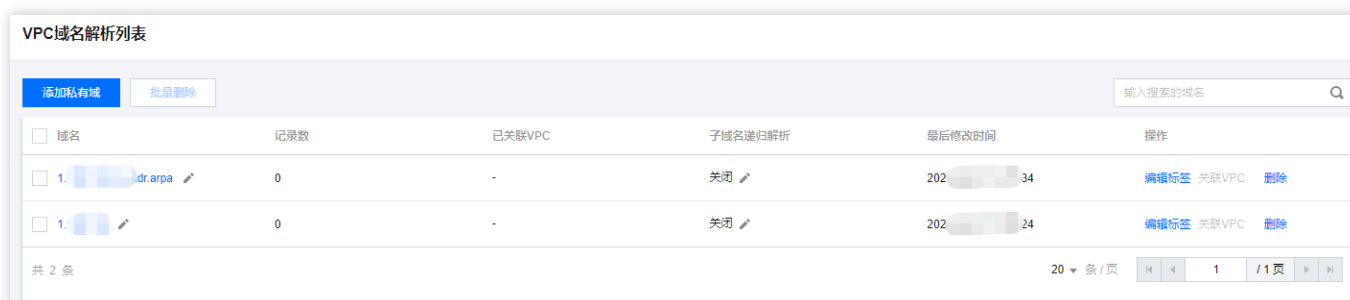 VPC域名解析列表
添加私有域 批量删除 输入搜索的域名
域名 记录数 已关联VPC 子域名递归解析 最后修改时间 操作
1. .dr.arpa 0 - 关闭 202 34 编辑标签 关联VPC 删除
1. 0 - 关闭 202 24 编辑标签 关联VPC 删除
共 2 条 20 条 / 页 1 / 1 页